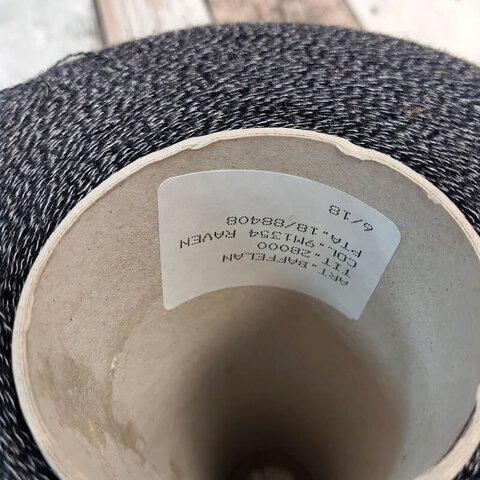 ART.BAFFELAN
TIT.28000
COL.9M1354 RAVEN
PTA.18/88408
6/18